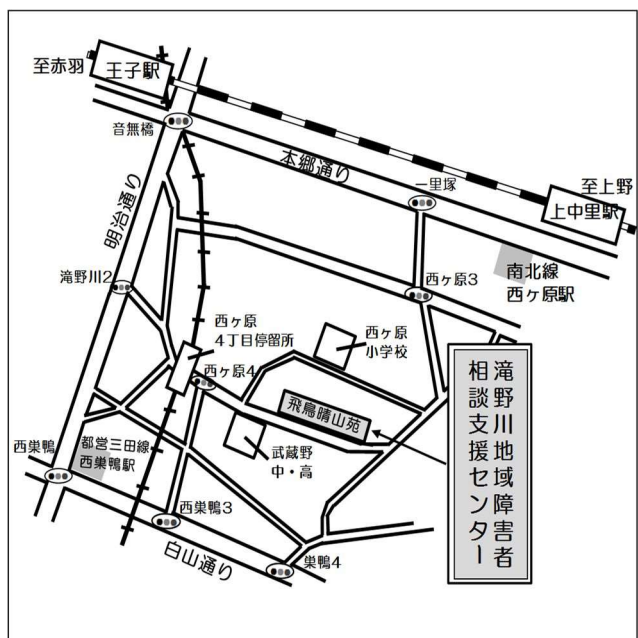 至赤羽
王子駅
音無橋
本郷通り
一里塚
至上野
上中里駅
明治通り
南北線
西ヶ原駅
滝野川2
西ヶ原3
西ヶ原
4丁目停留所
西ヶ原
小学校
西ヶ原4
飛鳥晴山苑
滝野川地域障害者
相談支援センター
武蔵野
中・高
西巣鴨
都営三田線
西巣鴨駅
西巣鴨3
白山通り
巣鴨4